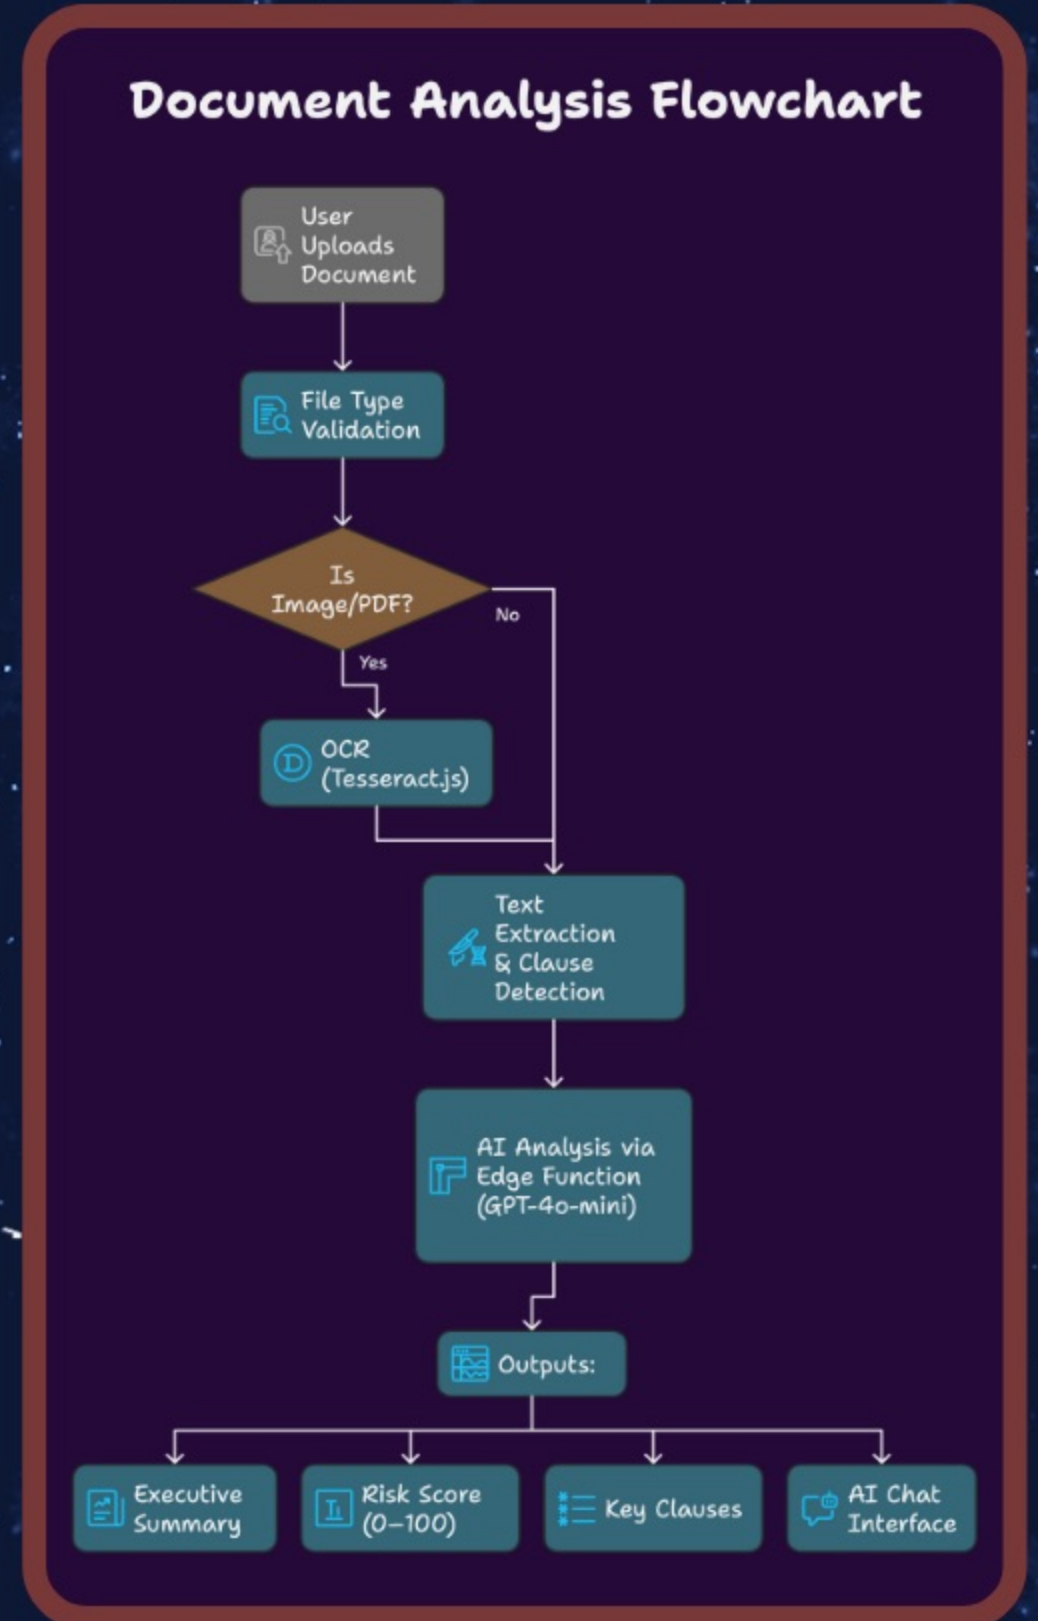 Document Analysis Flowchart
User
Uploads
Document
File Type
Validation
Is
Image/PDF?
No
Yes
D
OCR
(Tesseract.js)
Text
Extraction
& Clause
Detection
AI Analysis via
Edge Function
(GPT-4o-mini)
Outputs:
Executive
Summary
Risk Score
(0–100)
Key Clauses
AI Chat
Interface